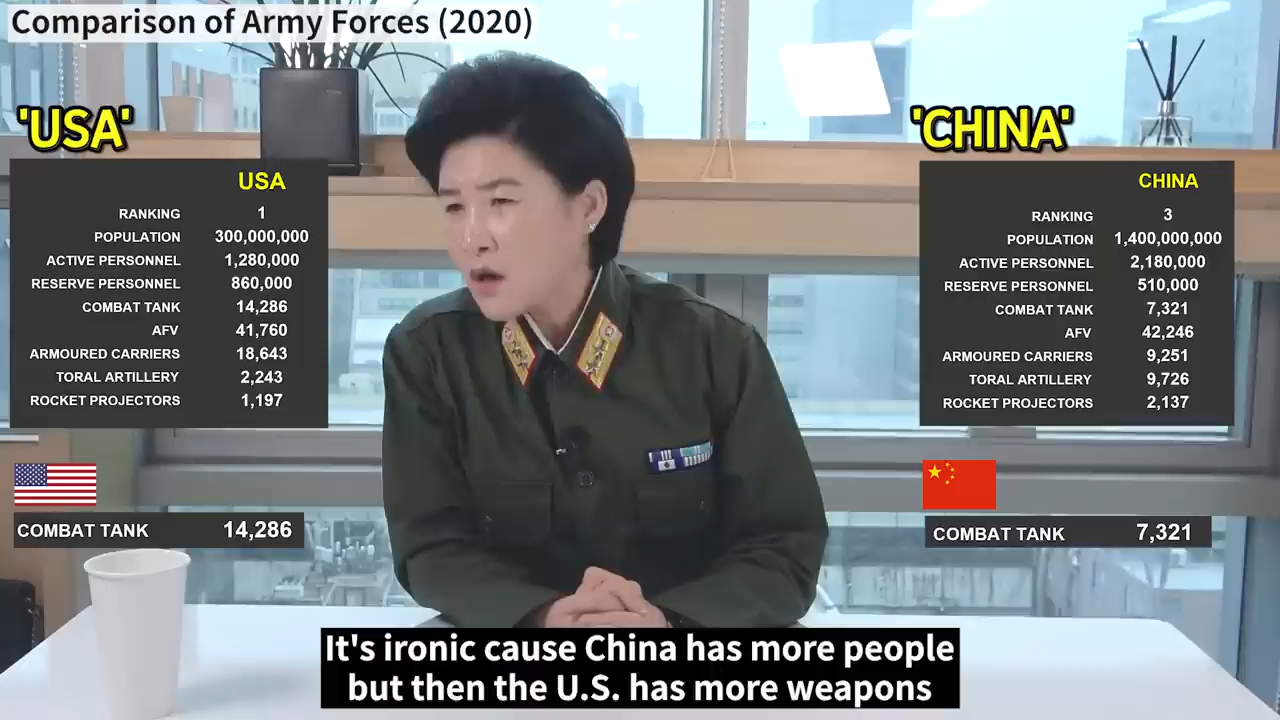 Comparison of Army Forces (2020)
'USA'
USA
RANKING 1
POPULATION 300,000,000
ACTIVE PERSONNEL 1,280,000
RESERVE PERSONNEL 860,000
COMBAT TANK 14,286
AFV 41,760
ARMOURED CARRIERS 18,643
TORAL ARTILLERY 2,243
ROCKET PROJECTORS 1,197
COMBAT TANK 14,286
'CHINA'
CHINA
RANKING 3
POPULATION 1,400,000,000
ACTIVE PERSONNEL 2,180,000
RESERVE PERSONNEL 510,000
COMBAT TANK 7,321
AFV 42,246
ARMOURED CARRIERS 9,251
TORAL ARTILLERY 9,726
ROCKET PROJECTORS 2,137
COMBAT TANK 7,321
It's ironic cause China has more people
but then the U.S. has more weapons